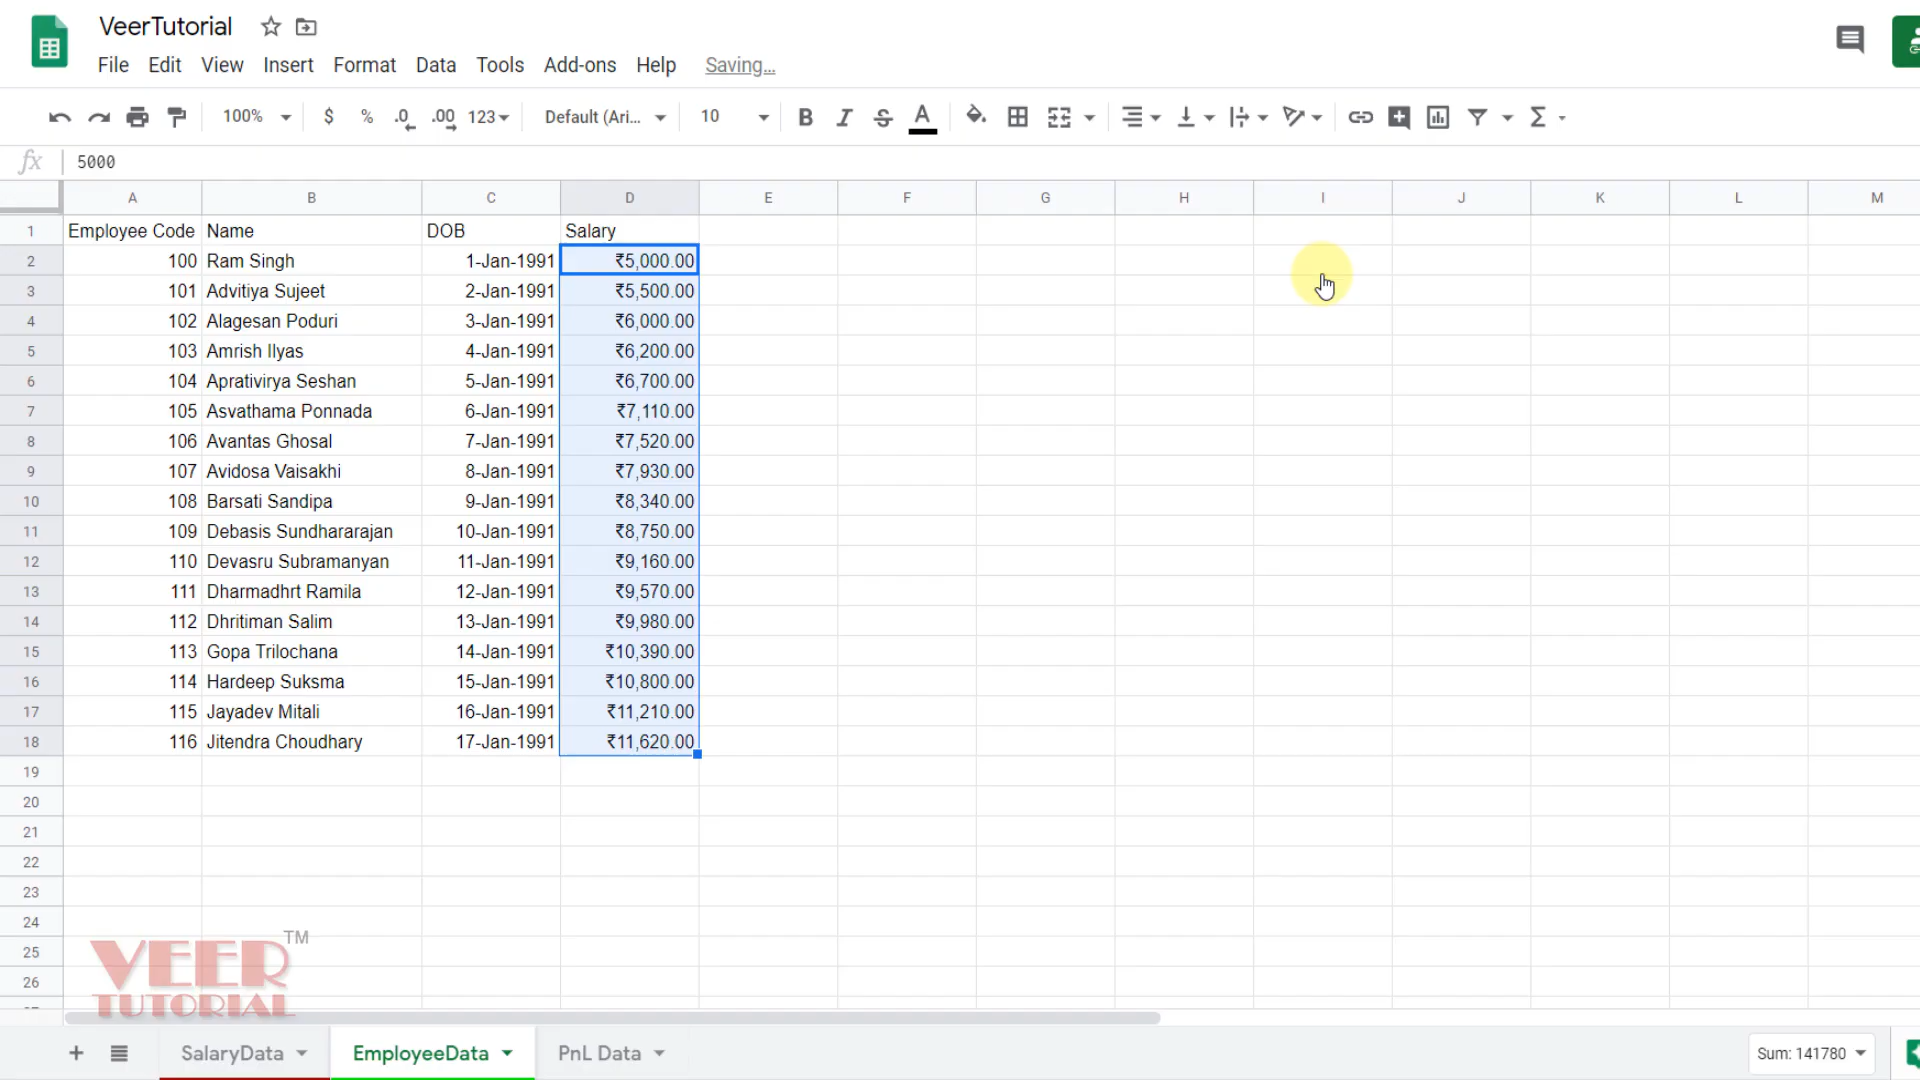 VeerTutorial
File Edit View Insert Format Data Tools Add-ons Help Saving...
100% $ % .0 .00 123 Default (Ari... 10 B I S A Σ
fx 5000
A B C D E F G H I J K L M
1 Employee Code Name DOB Salary
2 100 Ram Singh 1-Jan-1991 ₹5,000.00
3 101 Advitiya Sujeet 2-Jan-1991 ₹5,500.00
4 102 Alagesan Poduri 3-Jan-1991 ₹6,000.00
5 103 Amrish Ilyas 4-Jan-1991 ₹6,200.00
6 104 Aprativirya Seshan 5-Jan-1991 ₹6,700.00
7 105 Asvathama Ponnada 6-Jan-1991 ₹7,110.00
8 106 Avantas Ghosal 7-Jan-1991 ₹7,520.00
9 107 Avidosa Vaisakhi 8-Jan-1991 ₹7,930.00
10 108 Barsati Sandipa 9-Jan-1991 ₹8,340.00
11 109 Debasis Sundhararajan 10-Jan-1991 ₹8,750.00
12 110 Devasru Subramanyan 11-Jan-1991 ₹9,160.00
13 111 Dharmadhrt Ramila 12-Jan-1991 ₹9,570.00
14 112 Dhritiman Salim 13-Jan-1991 ₹9,980.00
15 113 Gopa Trilochana 14-Jan-1991 ₹10,390.00
16 114 Hardeep Suksma 15-Jan-1991 ₹10,800.00
17 115 Jayadev Mitali 16-Jan-1991 ₹11,210.00
18 116 Jitendra Choudhary 17-Jan-1991 ₹11,620.00
19
20
21
22
23
24
25
26
VEER TM
TUTORIAL
SalaryData EmployeeData PnL Data Sum: 141780